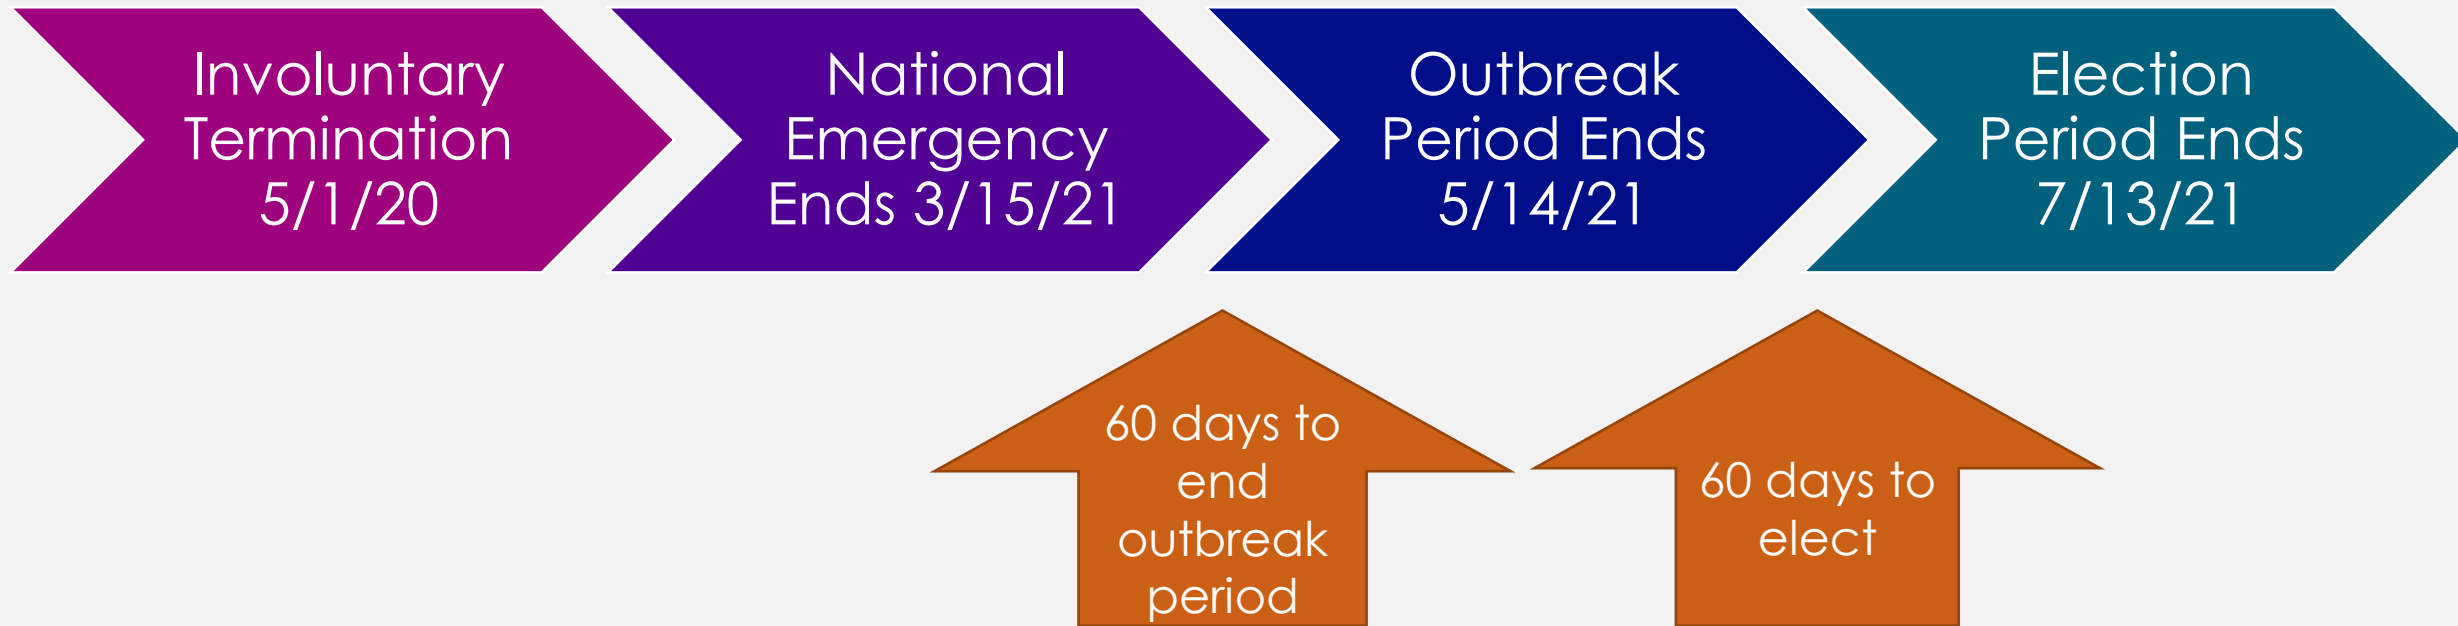 Involuntary
Termination
5/1/20
National
Emergency
Ends 3/15/21
Outbreak
Period Ends
5/14/21
Election
Period Ends
7/13/21
60 days to
end
outbreak
period
60 days to
elect